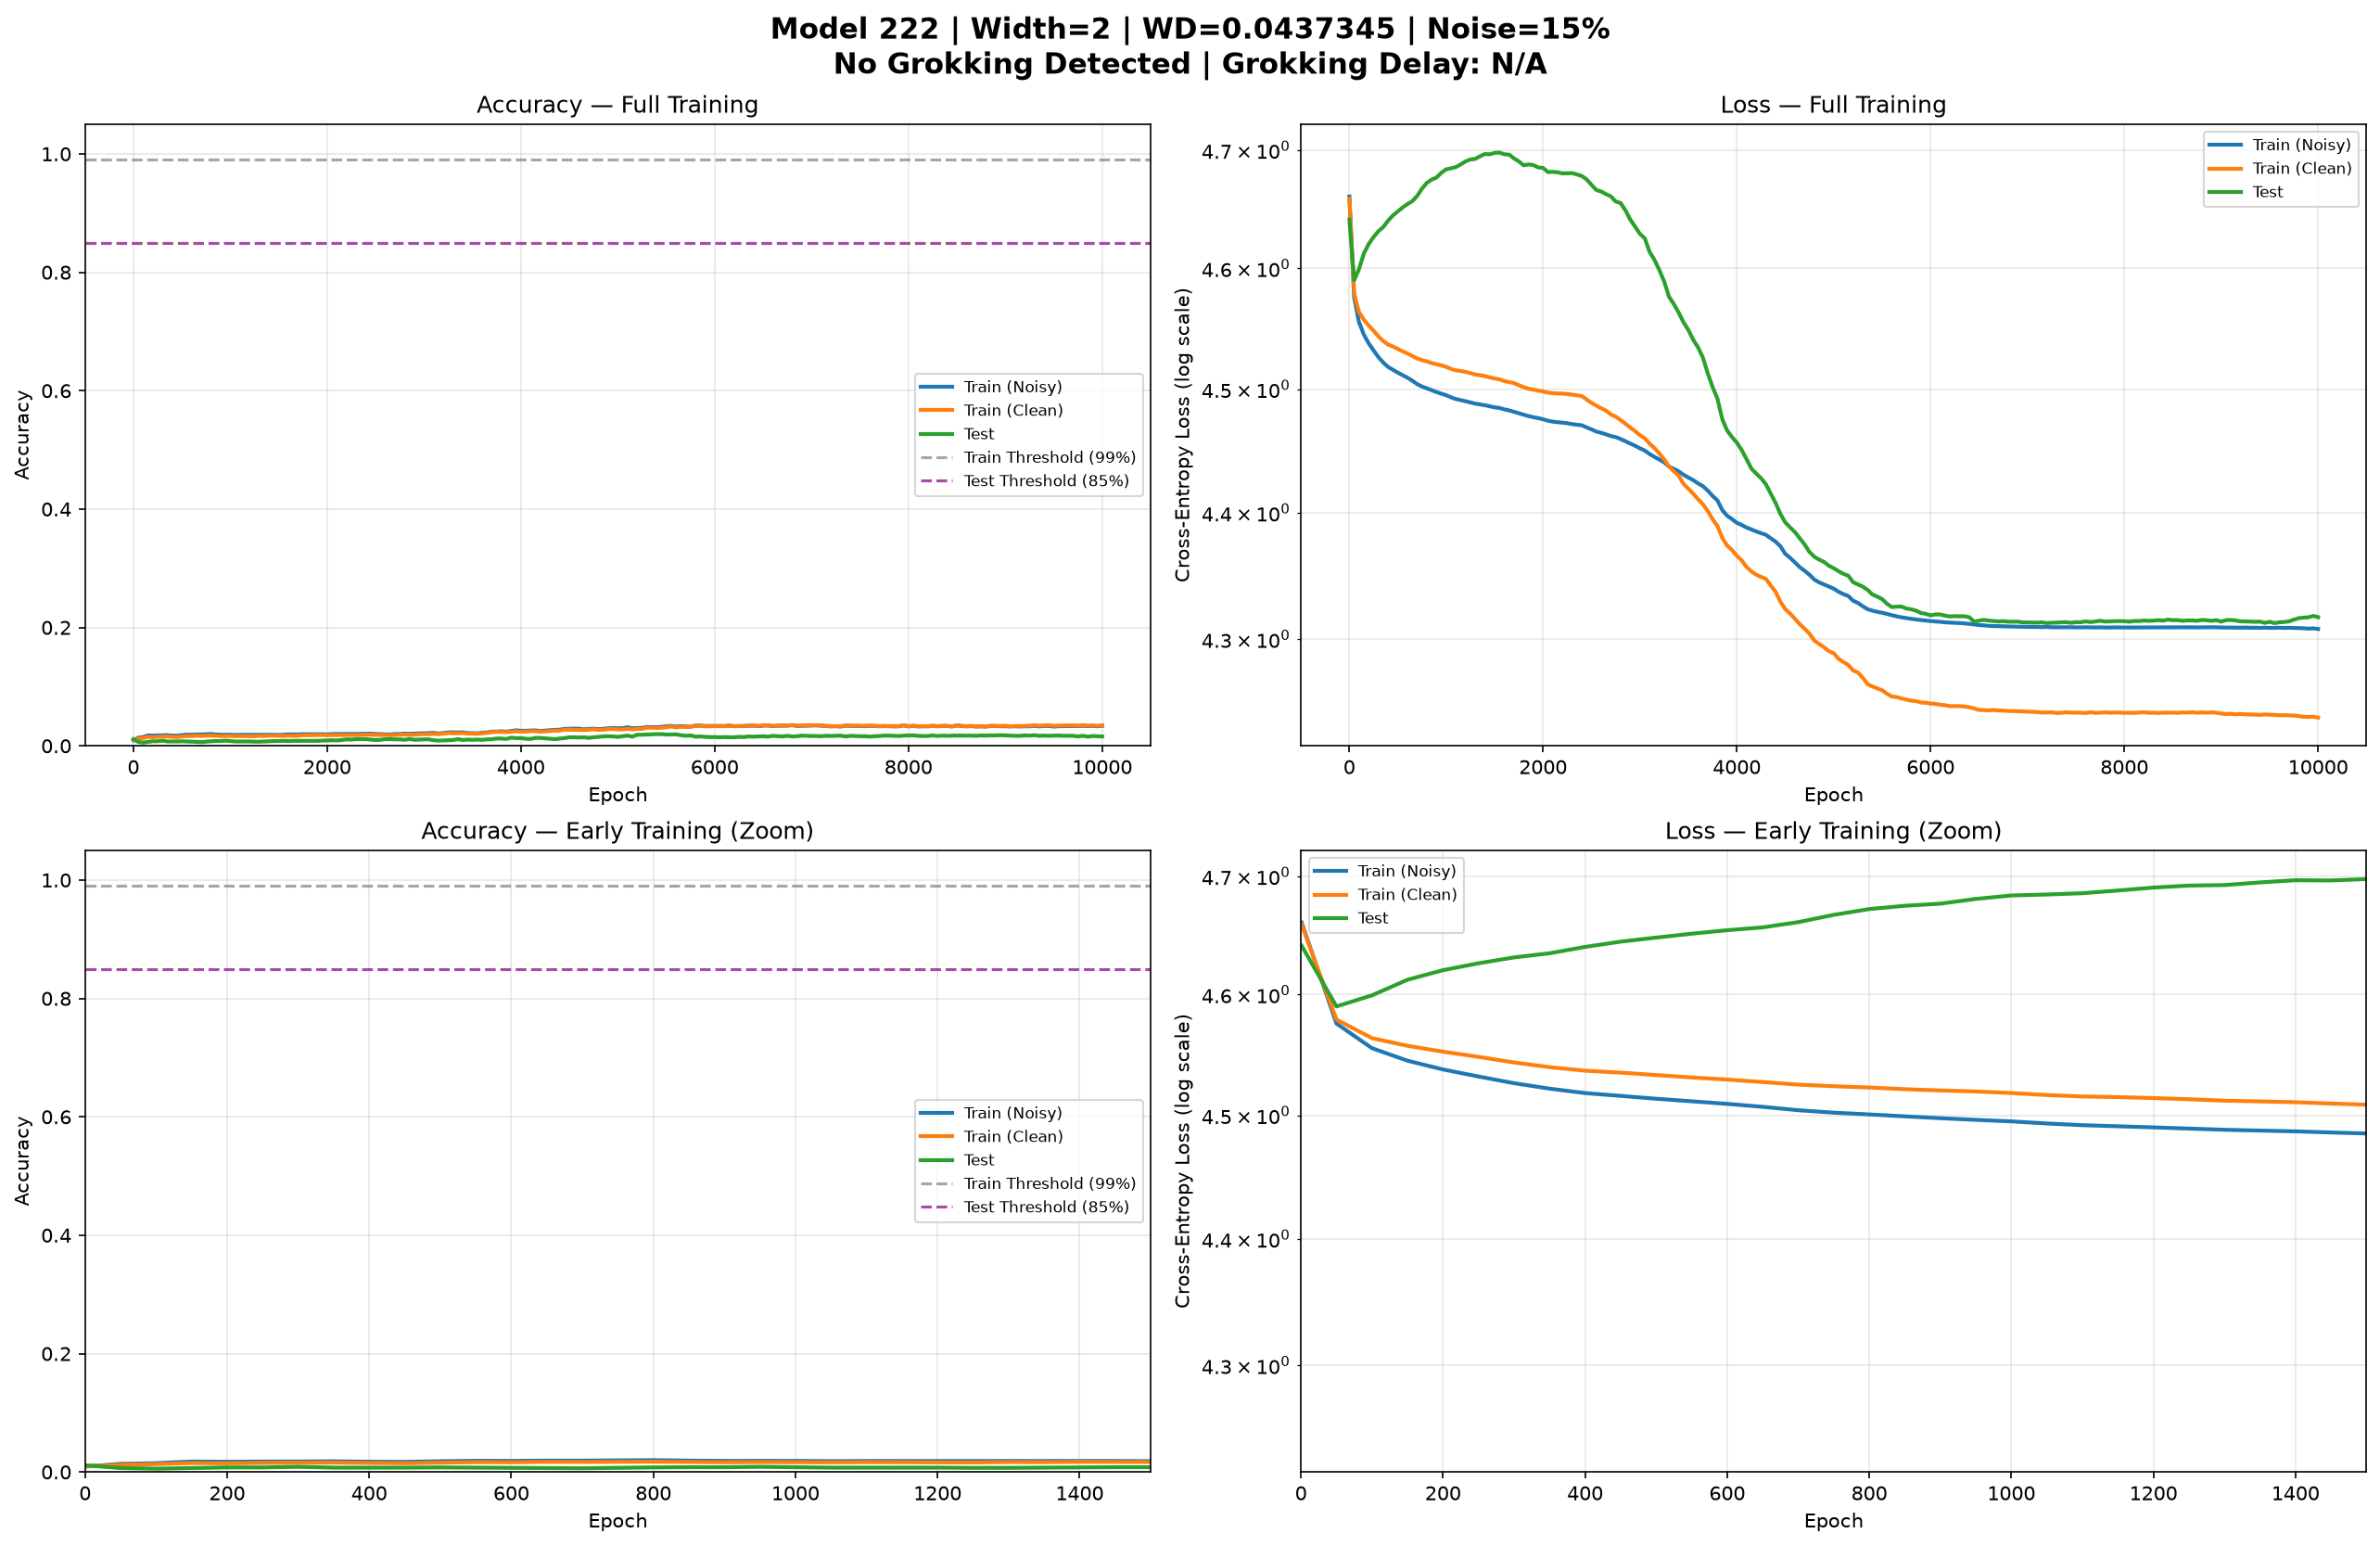 Model 222 | Width=2 | WD=0.0437345 | Noise=15%
No Grokking Detected | Grokking Delay: N/A
Accuracy — Full Training
Accuracy
1.0
0.8
0.6
0.4
0.2
0.0
Train (Noisy)
Train (Clean)
Test
Train Threshold (99%)
Test Threshold (85%)
0 2000 4000 6000 8000 10000
Epoch
Loss — Full Training
Cross-Entropy Loss (log scale)
4.7 × 10⁰
4.6 × 10⁰
4.5 × 10⁰
4.4 × 10⁰
4.3 × 10⁰
Train (Noisy)
Train (Clean)
Test
0 2000 4000 6000 8000 10000
Epoch
Accuracy — Early Training (Zoom)
Accuracy
1.0
0.8
0.6
0.4
0.2
0.0
Train (Noisy)
Train (Clean)
Test
Train Threshold (99%)
Test Threshold (85%)
0 200 400 600 800 1000 1200 1400
Epoch
Loss — Early Training (Zoom)
Cross-Entropy Loss (log scale)
4.7 × 10⁰
4.6 × 10⁰
4.5 × 10⁰
4.4 × 10⁰
4.3 × 10⁰
Train (Noisy)
Train (Clean)
Test
0 200 400 600 800 1000 1200 1400
Epoch